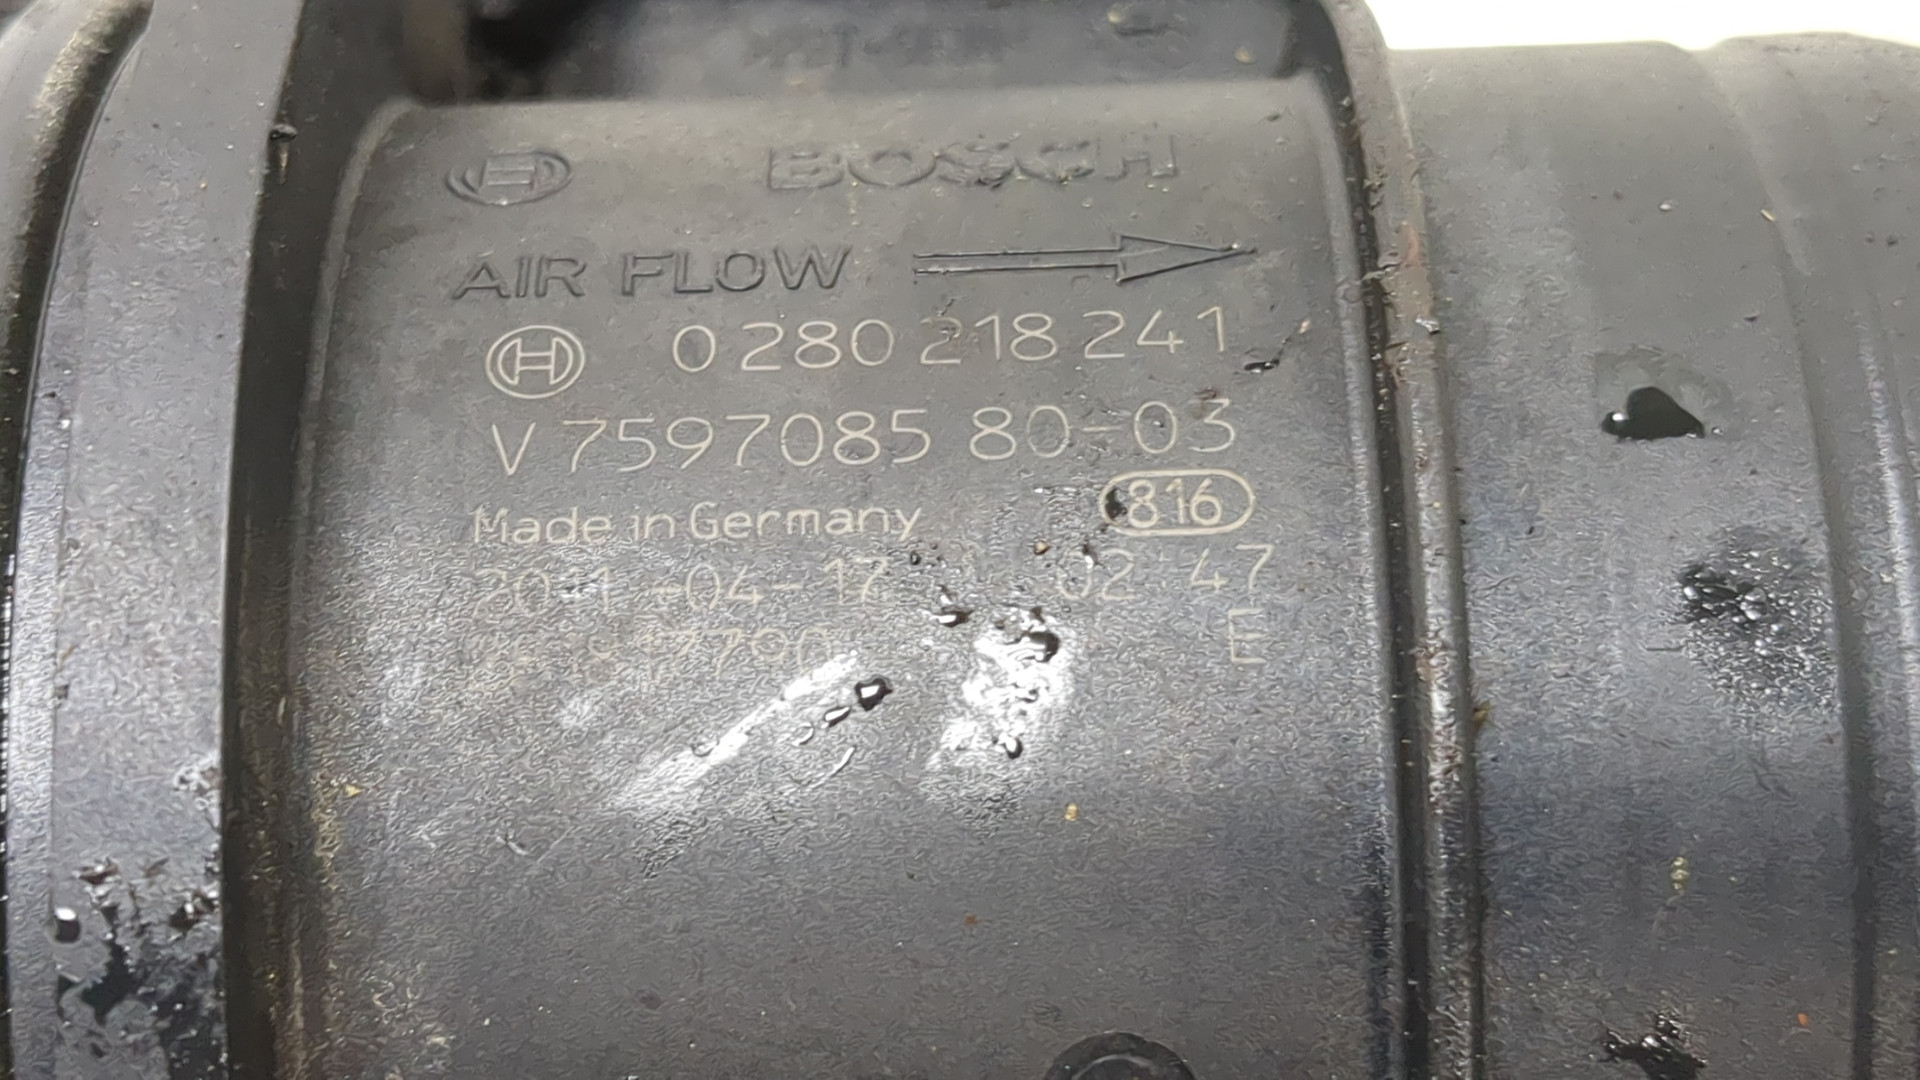 BOSCH
AIR FLOW
0 280 218 241
V 7597085 80-03
Made in Germany
816
E